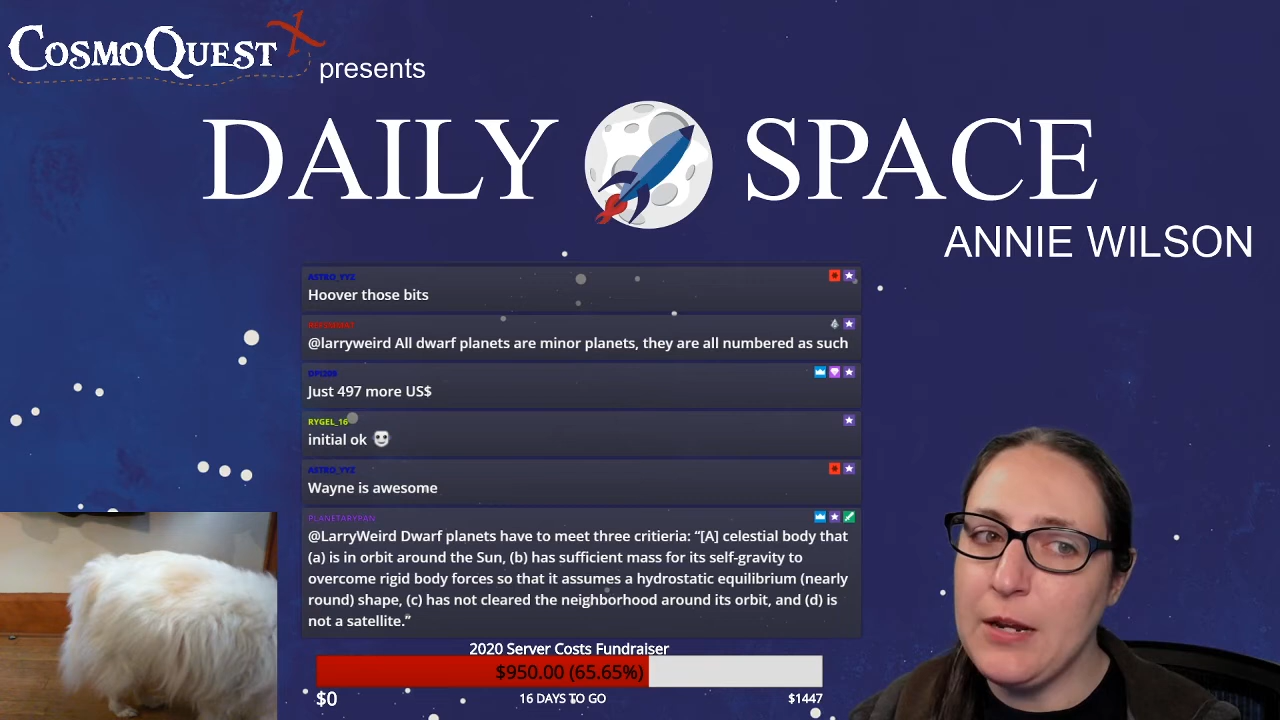 CosmoQuest X
presents
DAILY SPACE
ANNIE WILSON
ASTRO_YYZ
Hoover those bits
@larryweird All dwarf planets are minor planets, they are all numbered as such
Just 497 more US$
RYGEL_16
initial ok
ASTRO_YYZ
Wayne is awesome
PLANETARYPAN
@LarryWeird Dwarf planets have to meet three critieria: “[A] celestial body that
(a) is in orbit around the Sun, (b) has sufficient mass for its self-gravity to
overcome rigid body forces so that it assumes a hydrostatic equilibrium (nearly
round) shape, (c) has not cleared the neighborhood around its orbit, and (d) is
not a satellite.”
2020 Server Costs Fundraiser
$950.00 (65.65%)
$0
16 DAYS TO GO
$1447